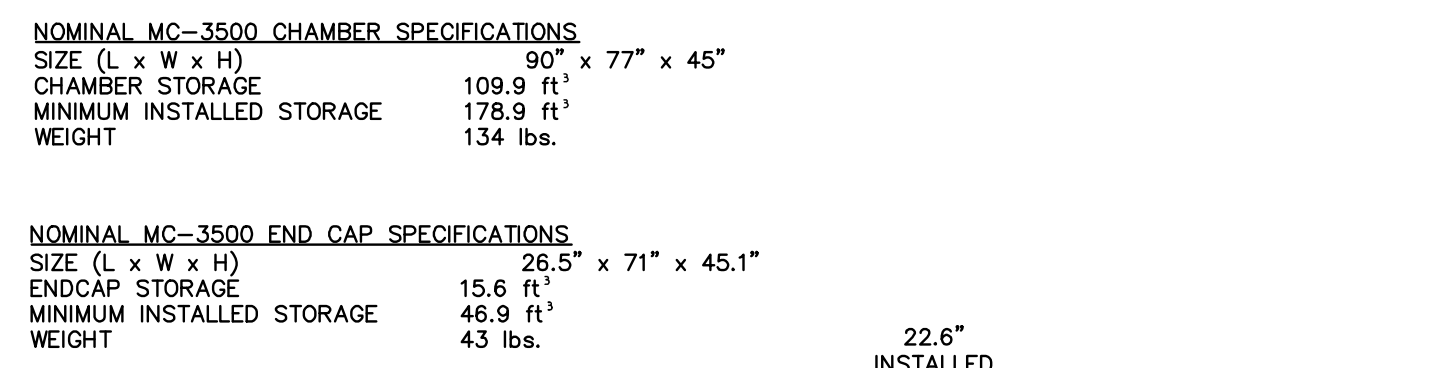 NOMINAL MC-3500 CHAMBER SPECIFICATIONS
SIZE (L x W x H) 90" x 77" x 45"
CHAMBER STORAGE 109.9 ft³
MINIMUM INSTALLED STORAGE 178.9 ft³
WEIGHT 134 lbs.
NOMINAL MC-3500 END CAP SPECIFICATIONS
SIZE (L x W x H) 26.5" x 71" x 45.1"
ENDCAP STORAGE 15.6 ft³
MINIMUM INSTALLED STORAGE 46.9 ft³
WEIGHT 43 lbs.
22.6"
INSTALLED